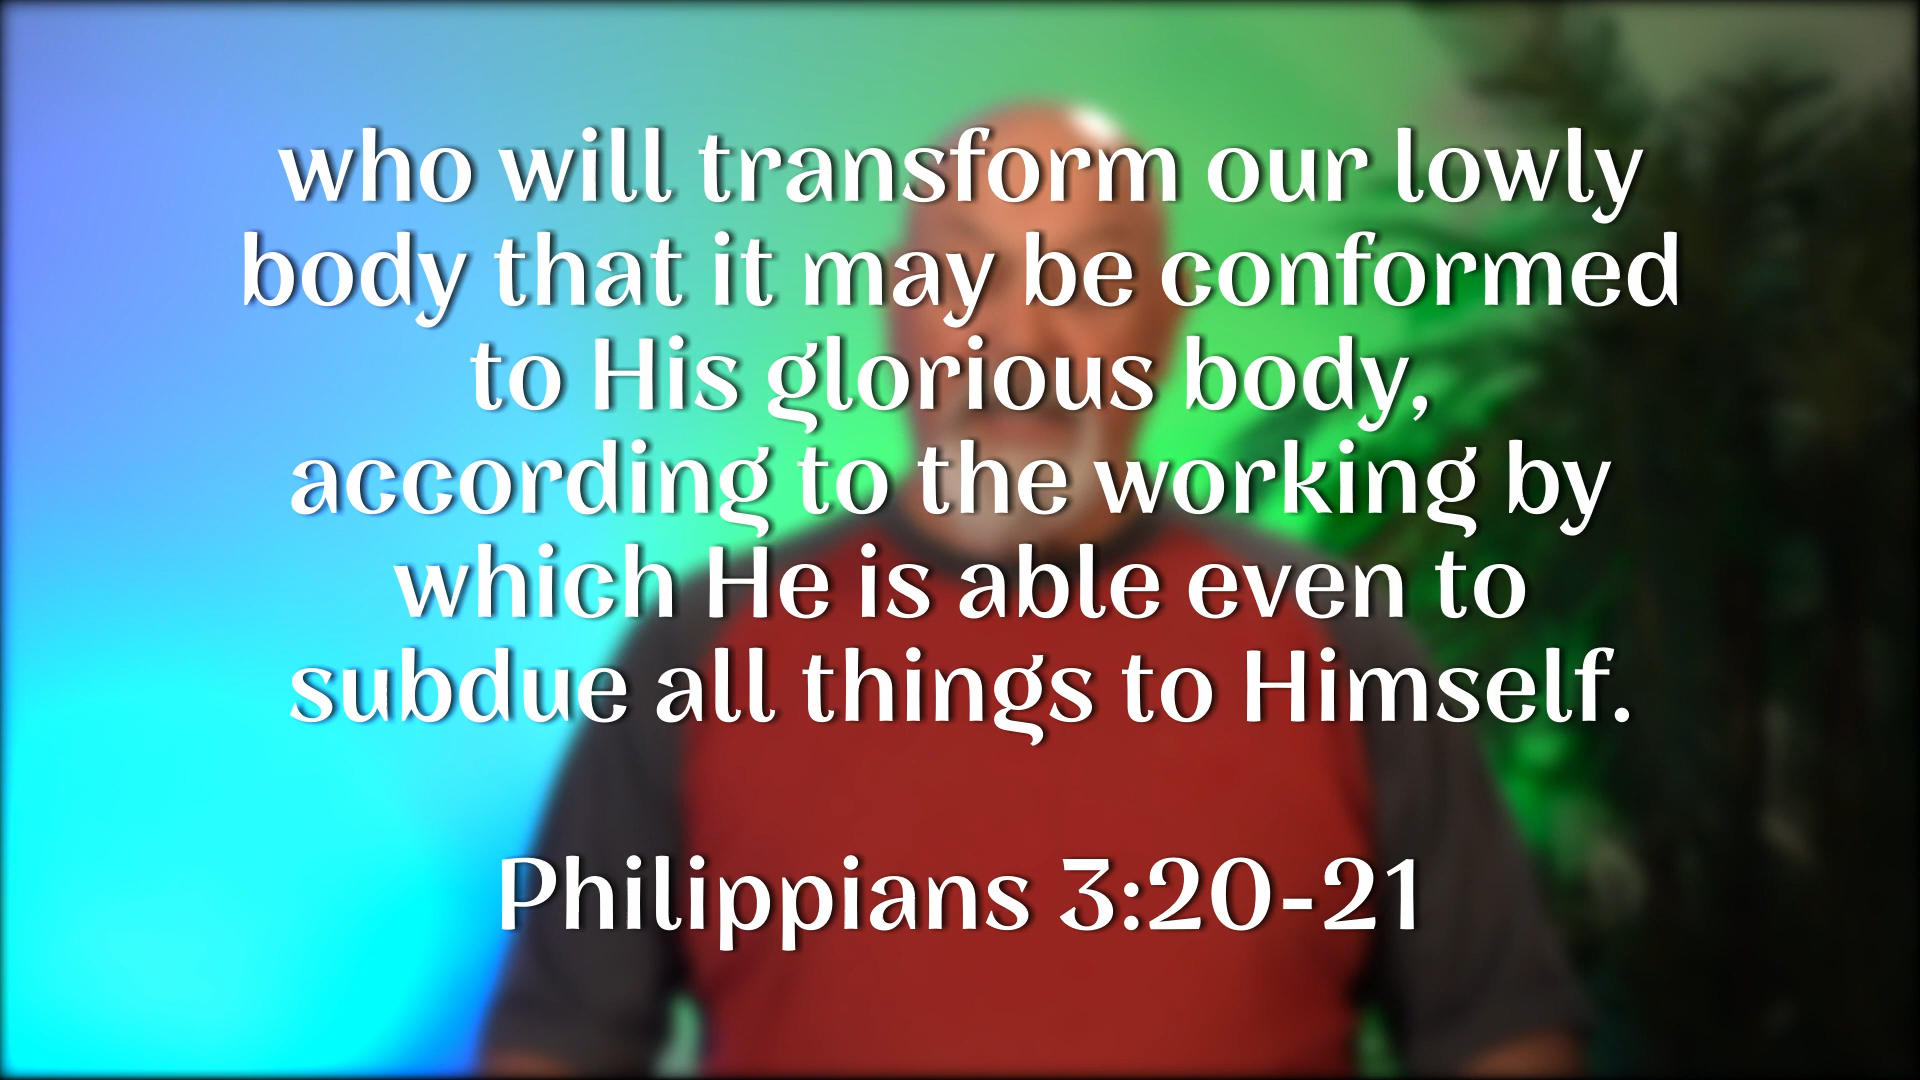 who will transform our lowly
body that it may be conformed
to His glorious body,
according to the working by
which He is able even to
subdue all things to Himself.
Philippians 3:20-21